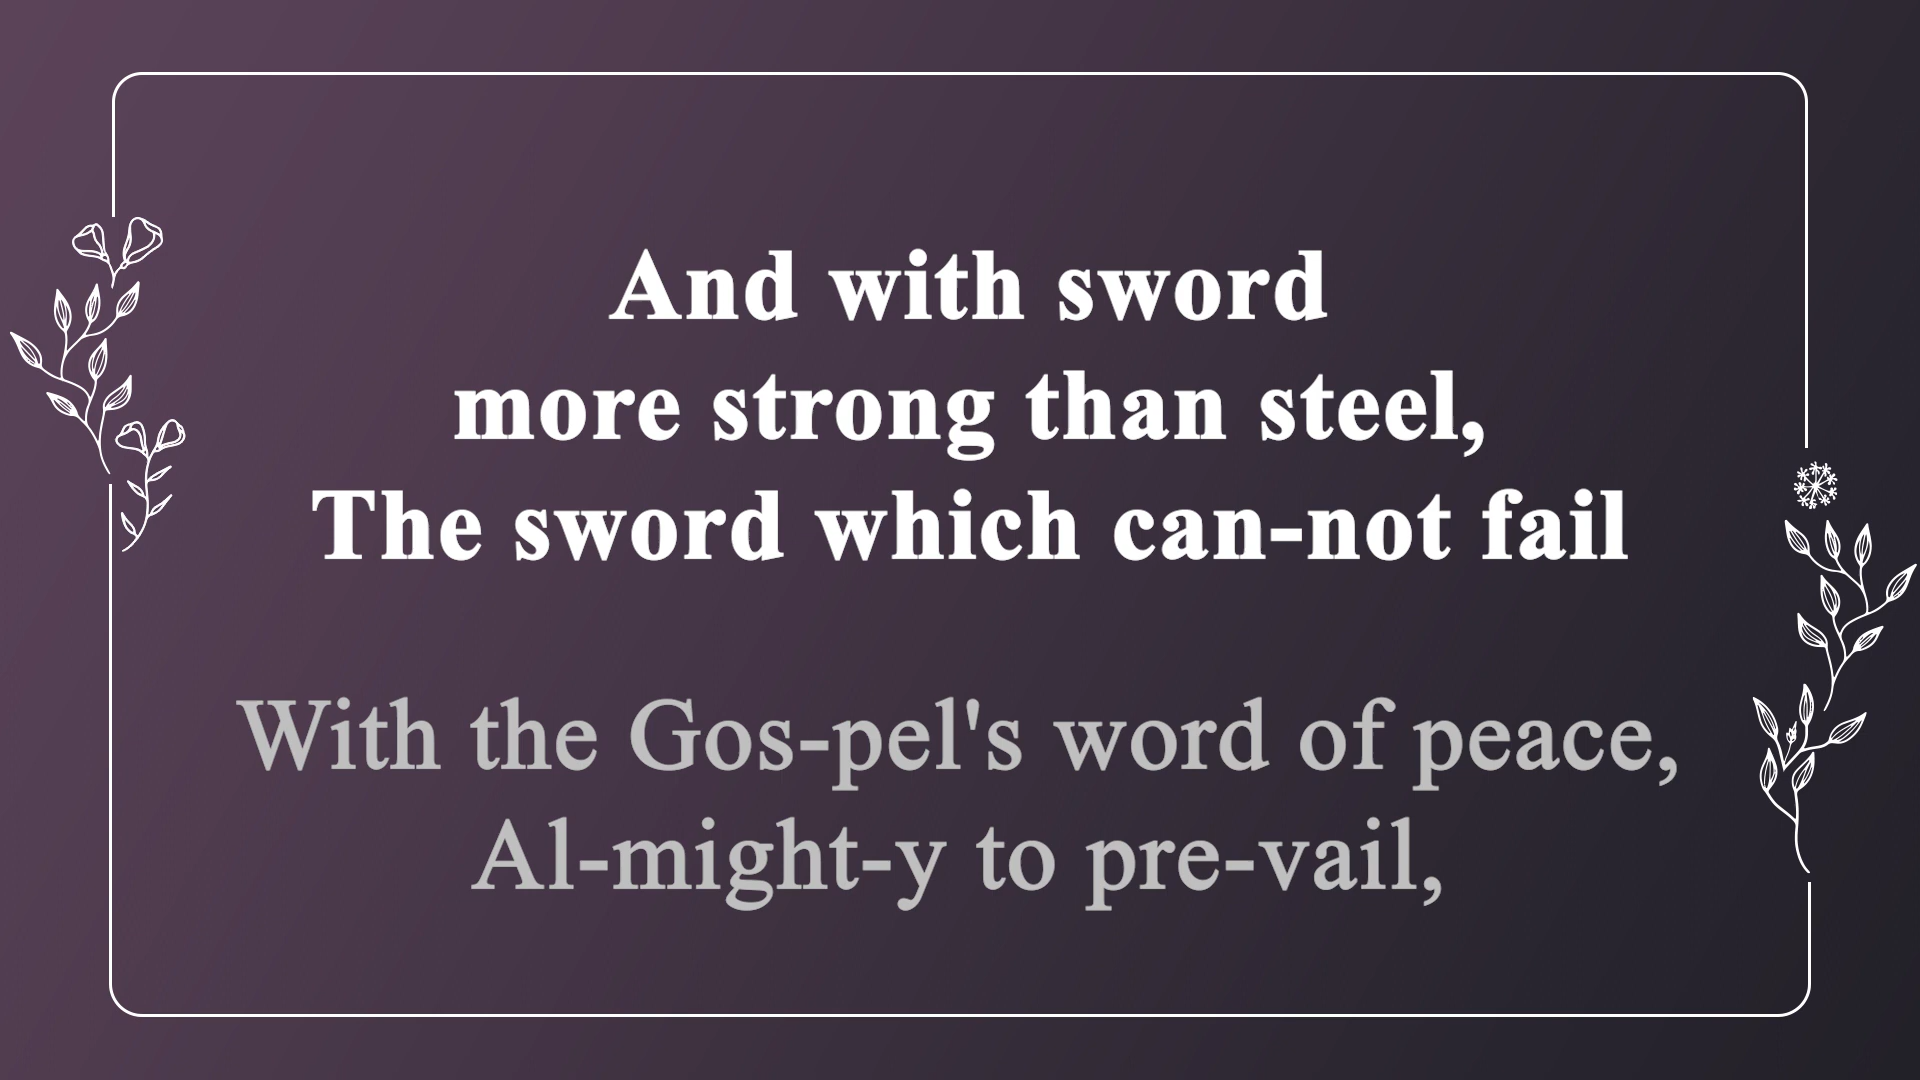 And with sword
more strong than steel,
The sword which can-not fail
With the Gos-pel's word of peace,
Al-might-y to pre-vail,